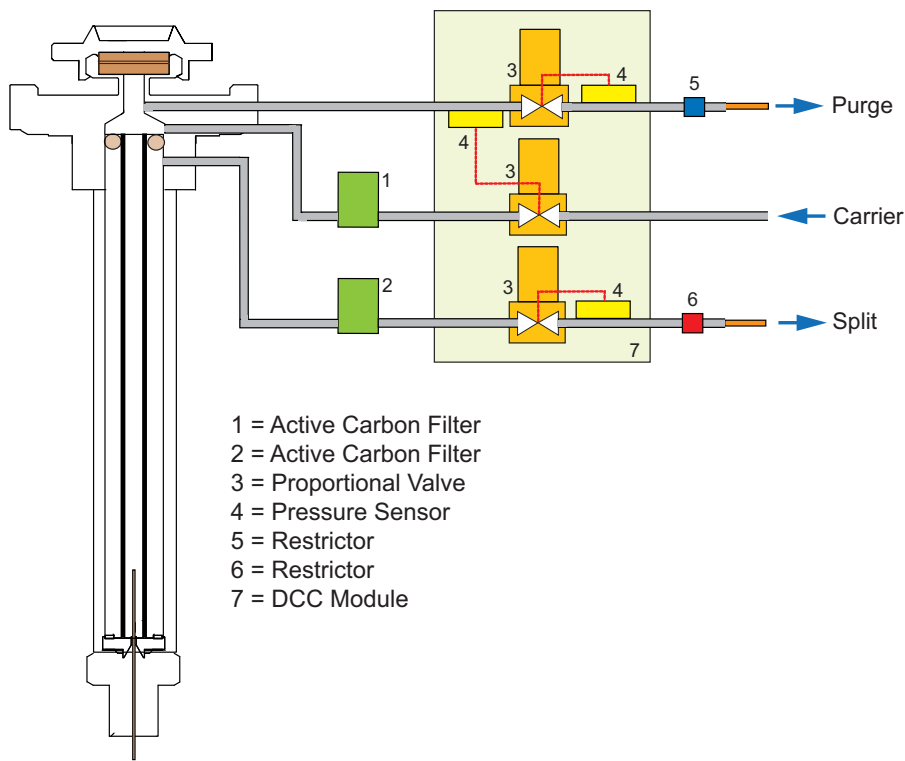 3
4
5
Purge
4
3
1
Carrier
2
3
4
6
Split
7
1 = Active Carbon Filter
2 = Active Carbon Filter
3 = Proportional Valve
4 = Pressure Sensor
5 = Restrictor
6 = Restrictor
7 = DCC Module